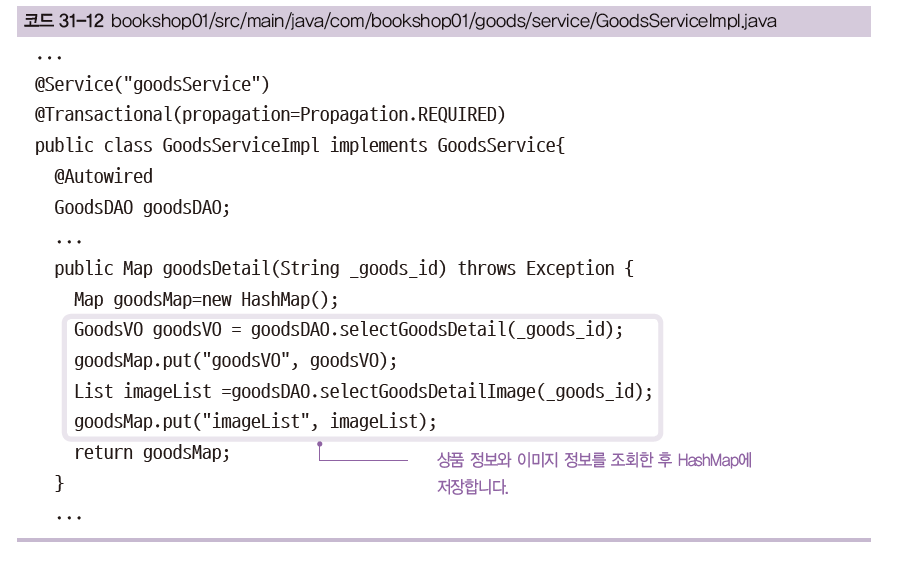 코드 31-12 bookshop01/src/main/java/com/bookshop01/goods/service/GoodsServiceImpl.java
...
@Service("goodsService")
@Transactional(propagation=Propagation.REQUIRED)
public class GoodsServiceImpl implements GoodsService{
@Autowired
GoodsDAO goodsDAO;
...
public Map goodsDetail(String _goods_id) throws Exception {
Map goodsMap=new HashMap();
GoodsVO goodsVO = goodsDAO.selectGoodsDetail(_goods_id);
goodsMap.put("goodsVO", goodsVO);
List imageList =goodsDAO.selectGoodsDetailImage(_goods_id);
goodsMap.put("imageList", imageList);
return goodsMap;
상품 정보와 이미지 정보를 조회한 후 HashMap에
저장합니다.
}
...